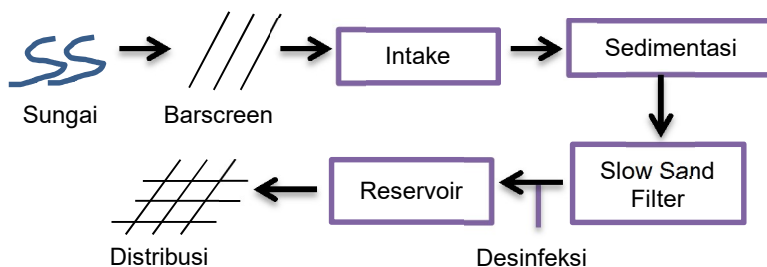 Sungai
Barscreen
Intake
Sedimentasi
Slow Sand
Filter
Desinfeksi
Reservoir
Distribusi